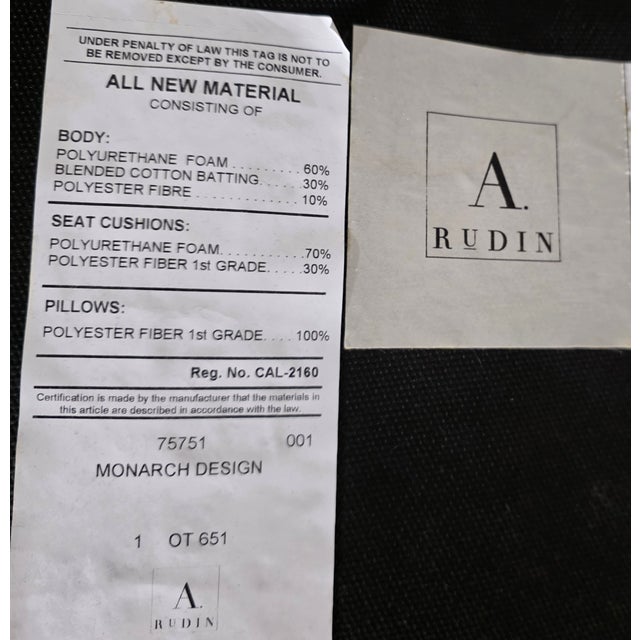 UNDER PENALTY OF LAW THIS TAG IS NOT TO
BE REMOVED EXCEPT BY THE CONSUMER.
ALL NEW MATERIAL
CONSISTING OF
BODY:
POLYURETHANE FOAM.........60%
BLENDED COTTON BATTING......30%
POLYESTER FIBRE...............10%
SEAT CUSHIONS:
POLYURETHANE FOAM...........70%
POLYESTER FIBER 1st GRADE.....30%
PILLOWS:
POLYESTER FIBER 1st GRADE.....100%
Reg. No. CAL-2160
Certification is made by the manufacturer that the materials in
this article are described in accordance with the law.
75751 001
MONARCH DESIGN
1 OT 651
A.
RUDIN
A.
RUDIN